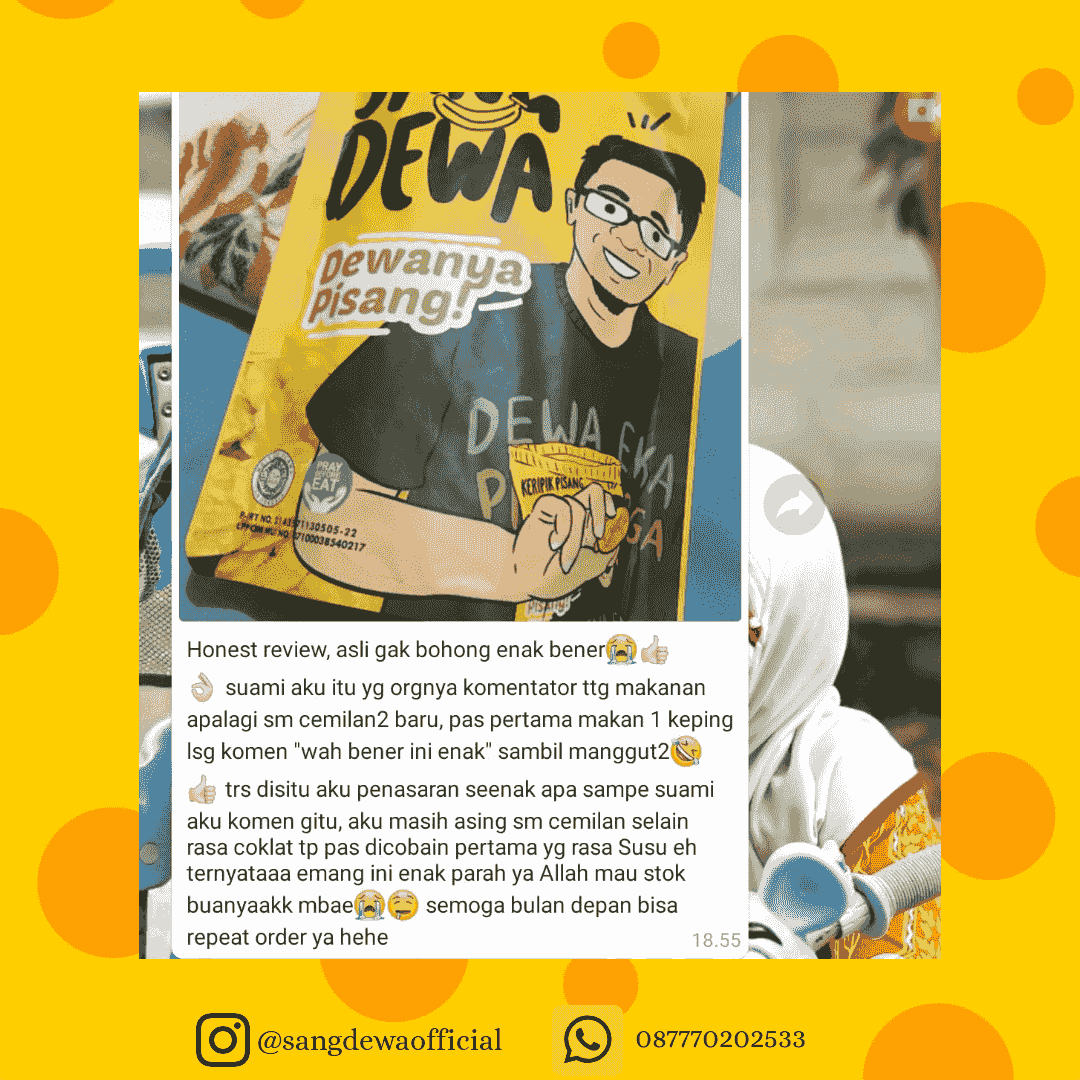 DEWA
Dewanya
Pisang!
DEWA EKA
KERIPIK PISANG
PRAY
BEFORE
EAT
Honest review, asli gak bohong enak bener😭👍🏻
👌🏻 suami aku itu yg orgnya komentator ttg makanan
apalagi sm cemilan2 baru, pas pertama makan 1 keping
lsg komen "wah bener ini enak" sambil manggut2🤣
👍🏻 trs disitu aku penasaran seenak apa sampe suami
aku komen gitu, aku masih asing sm cemilan selain
rasa coklat tp pas dicobain pertama yg rasa Susu eh
ternyataaa emang ini enak parah ya Allah mau stok
buanyaakk mbae😭🤤 semoga bulan depan bisa
repeat order ya hehe
18.55
@sangdewaofficial
087770202533